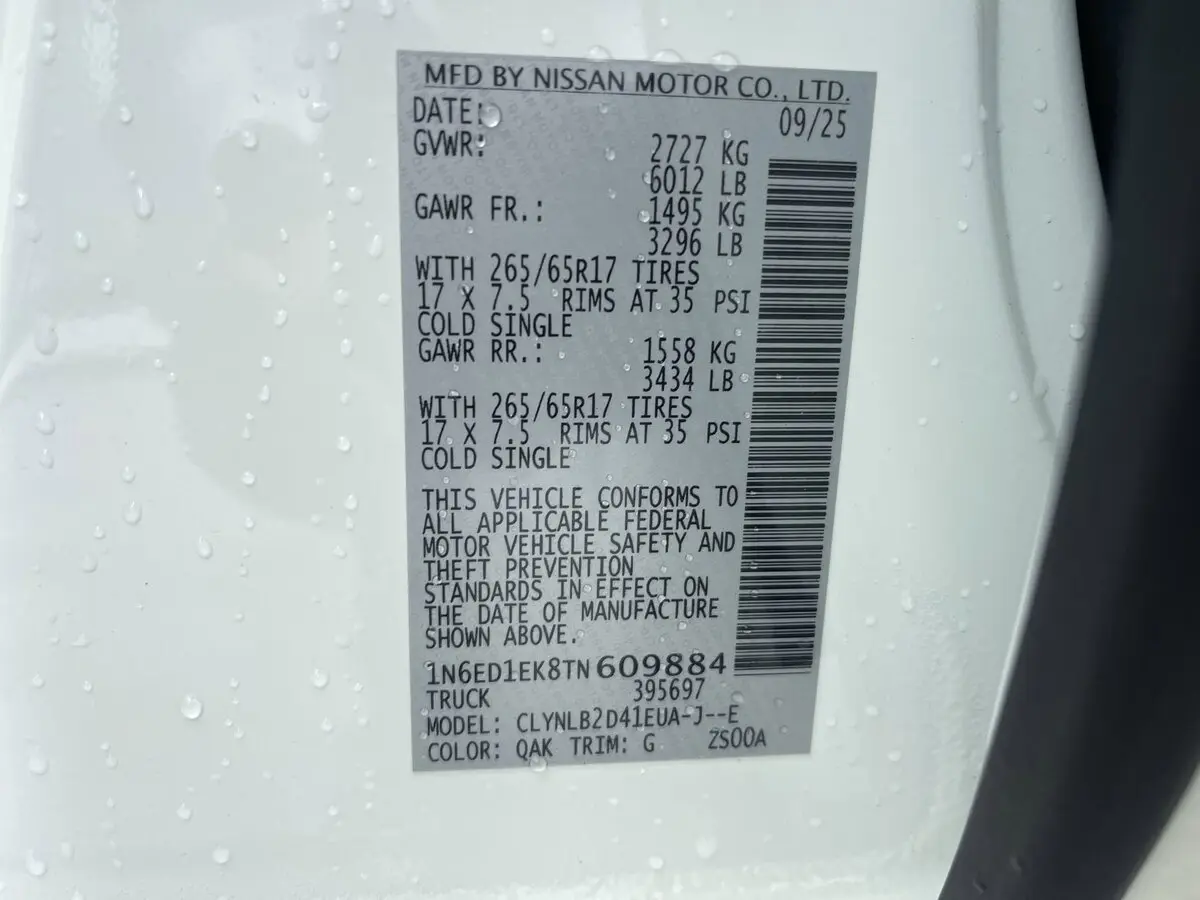 MFD BY NISSAN MOTOR CO., LTD.
DATE: 09/25
GVWR: 2727 KG
6012 LB
GAWR FR.: 1495 KG
3296 LB
WITH 265/65R17 TIRES
17 X 7.5 RIMS AT 35 PSI
COLD SINGLE
GAWR RR.: 1558 KG
3434 LB
WITH 265/65R17 TIRES
17 X 7.5 RIMS AT 35 PSI
COLD SINGLE
THIS VEHICLE CONFORMS TO
ALL APPLICABLE FEDERAL
MOTOR VEHICLE SAFETY AND
THEFT PREVENTION
STANDARDS IN EFFECT ON
THE DATE OF MANUFACTURE
SHOWN ABOVE.
1N6ED1EK8TN609884
TRUCK 395697
MODEL: CLYNLB2D41EUA-J--E
COLOR: QAK TRIM: G ZS00A